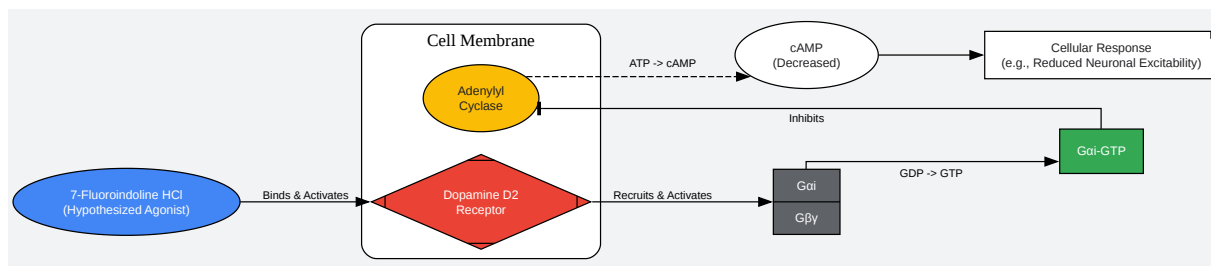 Cell Membrane
cAMP
(Decreased)
Cellular Response
(e.g., Reduced Neuronal Excitability)
ATP -> cAMP
Adenylyl
Cyclase
Inhibits
Gαi-GTP
GDP -> GTP
7-Fluoroindoline HCl
(Hypothesized Agonist)
Binds & Activates
Dopamine D2
Receptor
Recruits & Activates
Gαi
Gβγ